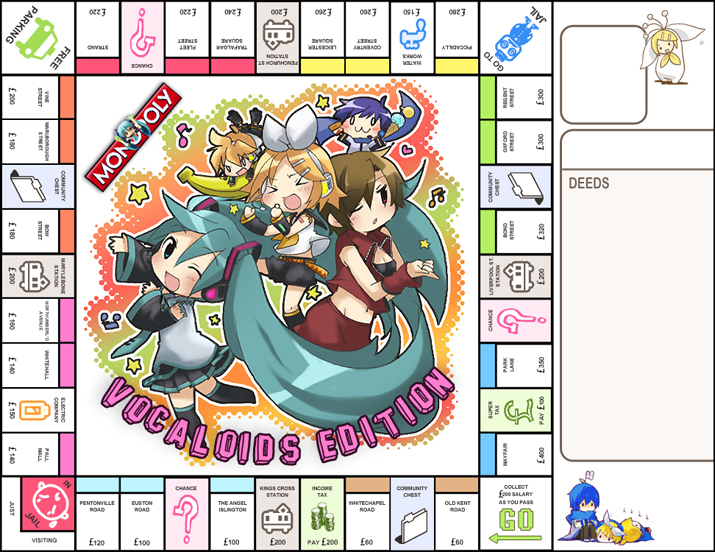 FREE
PARKING
STRAND
£220
CHANCE
FLEET
STREET
£220
TRAFALGAR
SQUARE
£240
FENCHURCH ST.
STATION
£200
LEICESTER
SQUARE
£260
COVENTRY
STREET
£260
WATER
WORKS
£150
PICCADILLY
£280
GO TO
JAIL
VINE
STREET
£200
MARLBOROUGH
STREET
£180
COMMUNITY
CHEST
BOW
STREET
£180
MARYLEBONE
STATION
£200
NORTHUMBERL'D
AVENUE
£160
WHITEHALL
£140
ELECTRIC
COMPANY
£150
PALL
MALL
£140
MONOPOLY
VOCALOIDS EDITION
REGENT
STREET
£300
OXFORD
STREET
£300
COMMUNITY
CHEST
BOND
STREET
£320
LIVERPOOL ST.
STATION
£200
CHANCE
PARK
LANE
£350
SUPER
TAX
PAY £100
MAYFAIR
£400
DEEDS
JUST
VISITING
IN
JAIL
PENTONVILLE
ROAD
£120
EUSTON
ROAD
£100
CHANCE
THE ANGEL
ISLINGTON
£100
KINGS CROSS
STATION
£200
INCOME
TAX
PAY £200
WHITECHAPEL
ROAD
£60
COMMUNITY
CHEST
OLD KENT
ROAD
£60
COLLECT
£200 SALARY
AS YOU PASS
GO